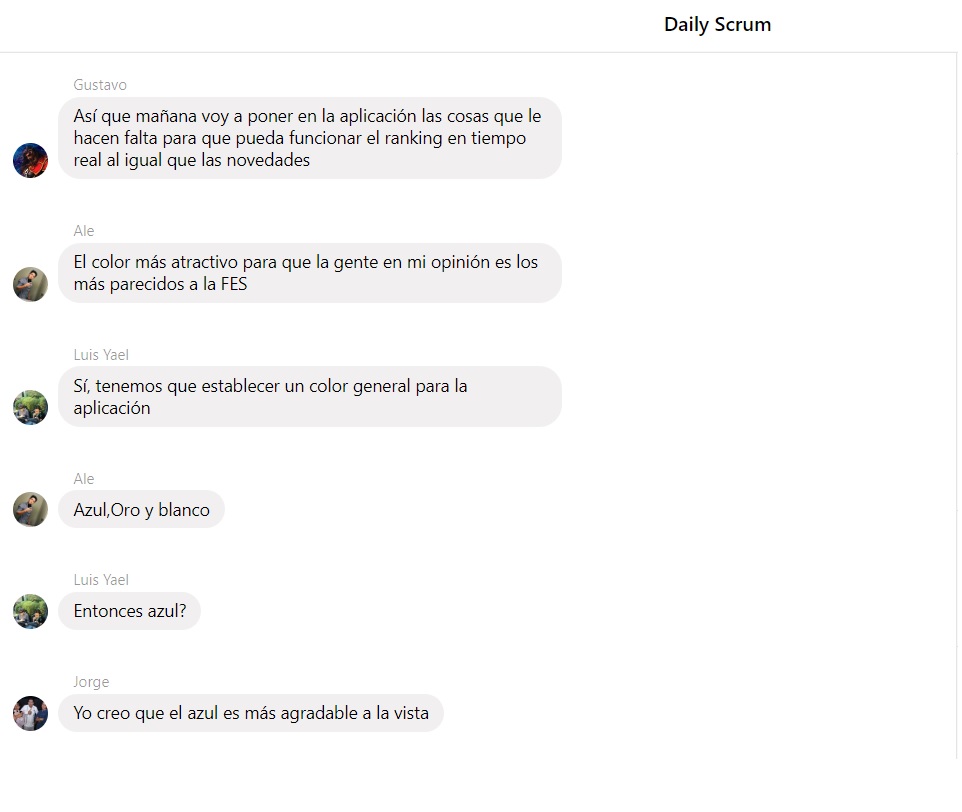 Daily Scrum
Gustavo
Así que mañana voy a poner en la aplicación las cosas que le
hacen falta para que pueda funcionar el ranking en tiempo
real al igual que las novedades
Ale
El color más atractivo para que la gente en mi opinión es los
más parecidos a la FES
Luis Yael
Sí, tenemos que establecer un color general para la
aplicación
Ale
Azul,Oro y blanco
Luis Yael
Entonces azul?
Jorge
Yo creo que el azul es más agradable a la vista